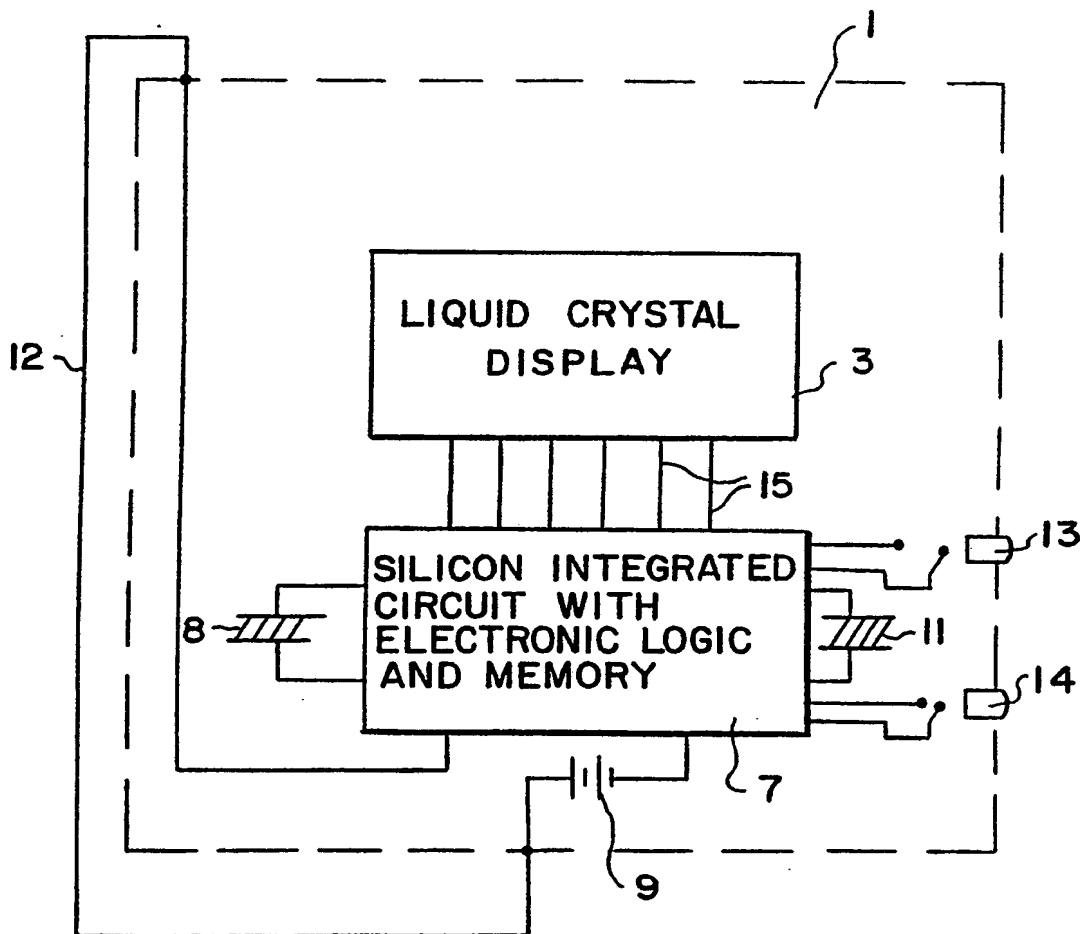 1
LIQUID CRYSTAL
DISPLAY
12
3
15
13
SILICON INTEGRATED
CIRCUIT WITH
ELECTRONIC LOGIC
AND MEMORY
8
11
14
7
9